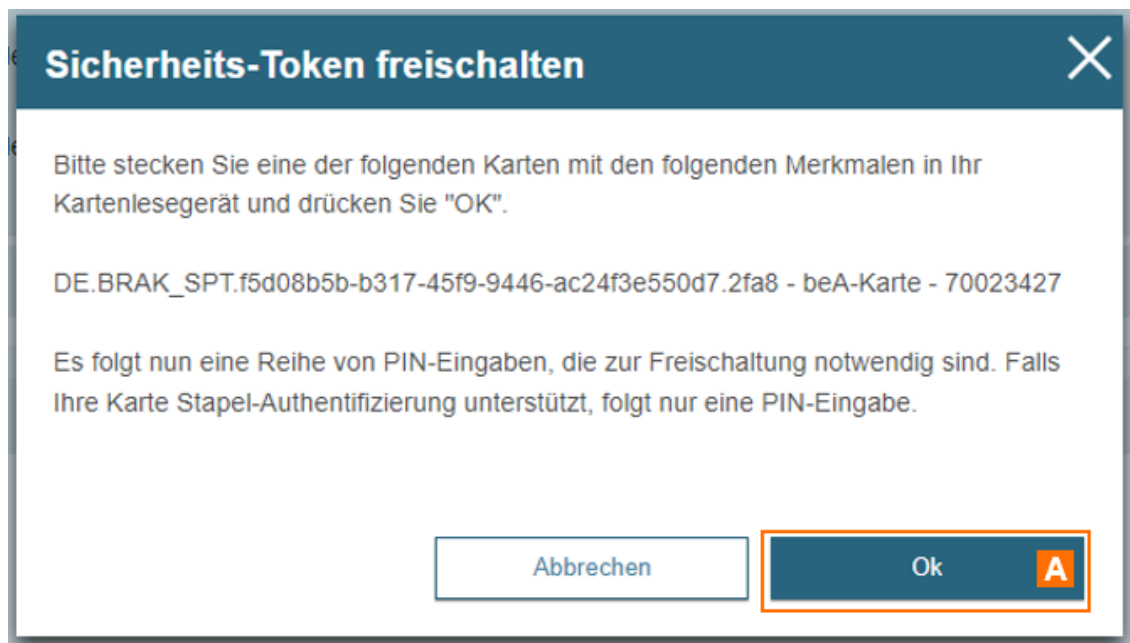 Sicherheits-Token freischalten
Bitte stecken Sie eine der folgenden Karten mit den folgenden Merkmalen in Ihr
Kartenlesegerät und drücken Sie "OK".
DE.BRAK_SPT.f5d08b5b-b317-45f9-9446-ac24f3e550d7.2fa8 - beA-Karte - 70023427
Es folgt nun eine Reihe von PIN-Eingaben, die zur Freischaltung notwendig sind. Falls
Ihre Karte Stapel-Authentifizierung unterstützt, folgt nur eine PIN-Eingabe.
Abbrechen
Ok A